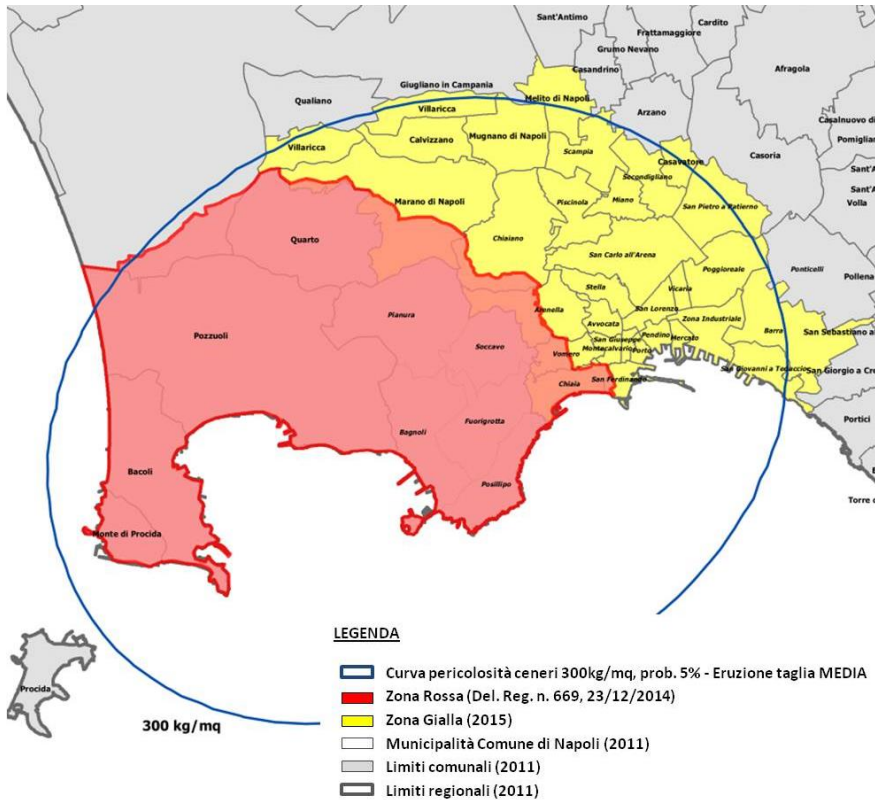 Sant'Antimo
Cardito
Frattamaggiore
Grumo Nevano
Afragola
Casandrino
Giugliano in Campania
Qualiano
Melito di Napoli
Villaricca
Arzano
Casalnuovo di
Pomiglian
Villaricca
Calvizzano
Mugnano di Napoli
Scampia
Casoria
Casavatore
Secondigliano
Sant'A
Sant'A
Volla
Marano di Napoli
Piscinola
Miano
San Pietro a Patierno
Quarto
Chiaiano
San Carlo all'Arena
Poggioreale
Ponticelli
Pollena
Stella
Vicaria
Pianura
Arenella
San Lorenzo
Zona Industriale
Pozzuoli
Avvocata
Pendino
Barra
San Sebastiano al
San Giuseppe
Mercato
Soccavo
Vomero
Montecalvario
Porto
San Giovanni a Teduccio
San Giorgio a Cre
Chiaia
San Ferdinando
Portici
Fuorigrotta
Bagnoli
Bacoli
Posillipo
Torre d
Monte di Procida
Procida
300 kg/mq
LEGENDA
Curva pericolosità ceneri 300kg/mq, prob. 5% - Eruzione taglia MEDIA
Zona Rossa (Del. Reg. n. 669, 23/12/2014)
Zona Gialla (2015)
Municipalità Comune di Napoli (2011)
Limiti comunali (2011)
Limiti regionali (2011)